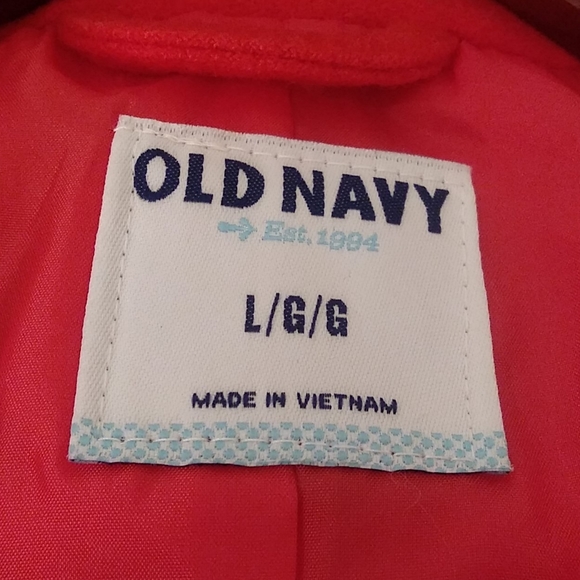 OLD NAVY
Est. 1994
L/G/G
MADE IN VIETNAM